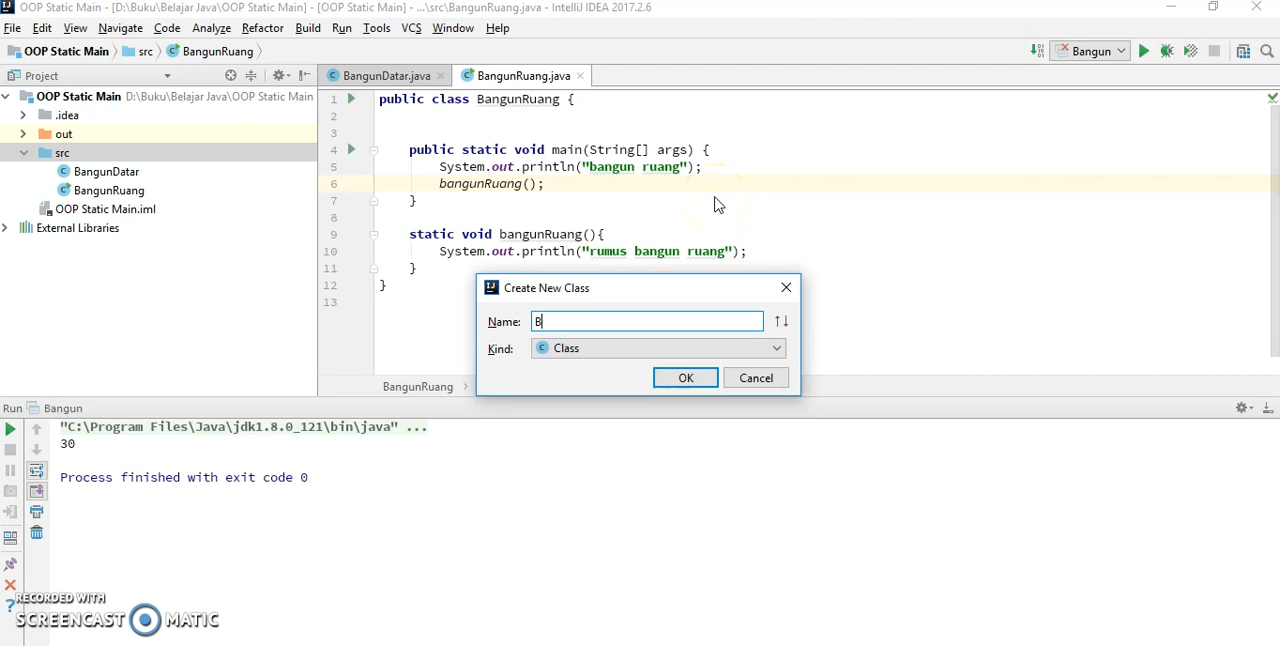 OOP Static Main - [D:\Buku\Belajar Java\OOP Static Main] - [OOP Static Main] - ...\src\BangunRuang.java - IntelliJ IDEA 2017.2.6
File Edit View Navigate Code Analyze Refactor Build Run Tools VCS Window Help
OOP Static Main src BangunRuang Bangun
Project BangunDatar.java BangunRuang.java
OOP Static Main D:\Buku\Belajar Java\OOP Static Main
.idea
out
src
BangunDatar
BangunRuang
OOP Static Main.iml
External Libraries
1 public class BangunRuang {
2
3
4 public static void main(String[] args) {
5 System.out.println("bangun ruang");
6 bangunRuang();
7 }
8
9 static void bangunRuang(){
10 System.out.println("rumus bangun ruang");
11 }
12 }
13
Create New Class
Name: B
Kind: Class
OK Cancel
BangunRuang
Run Bangun
"C:\Program Files\Java\jdk1.8.0_121\bin\java" ...
30
Process finished with exit code 0
RECORDED WITH
SCREENCAST MATIC